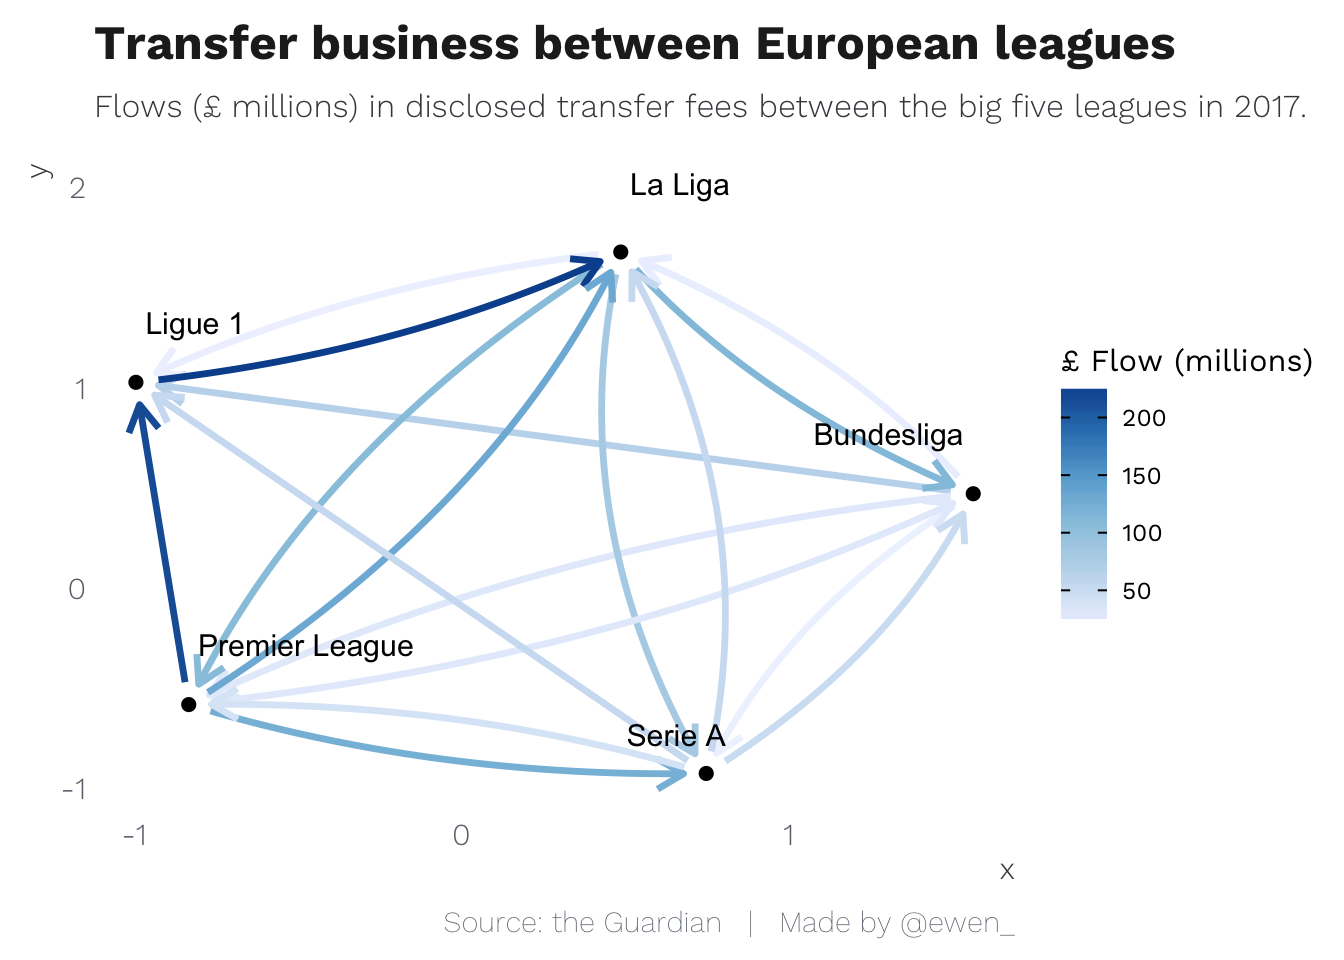 Transfer business between European leagues
Flows (£ millions) in disclosed transfer fees between the big five leagues in 2017.
y
2
La Liga
Ligue 1
£ Flow (millions)
1
200
Bundesliga
150
100
0
50
Premier League
Serie A
-1
-1
0
1
x
Source: the Guardian | Made by @ewen_